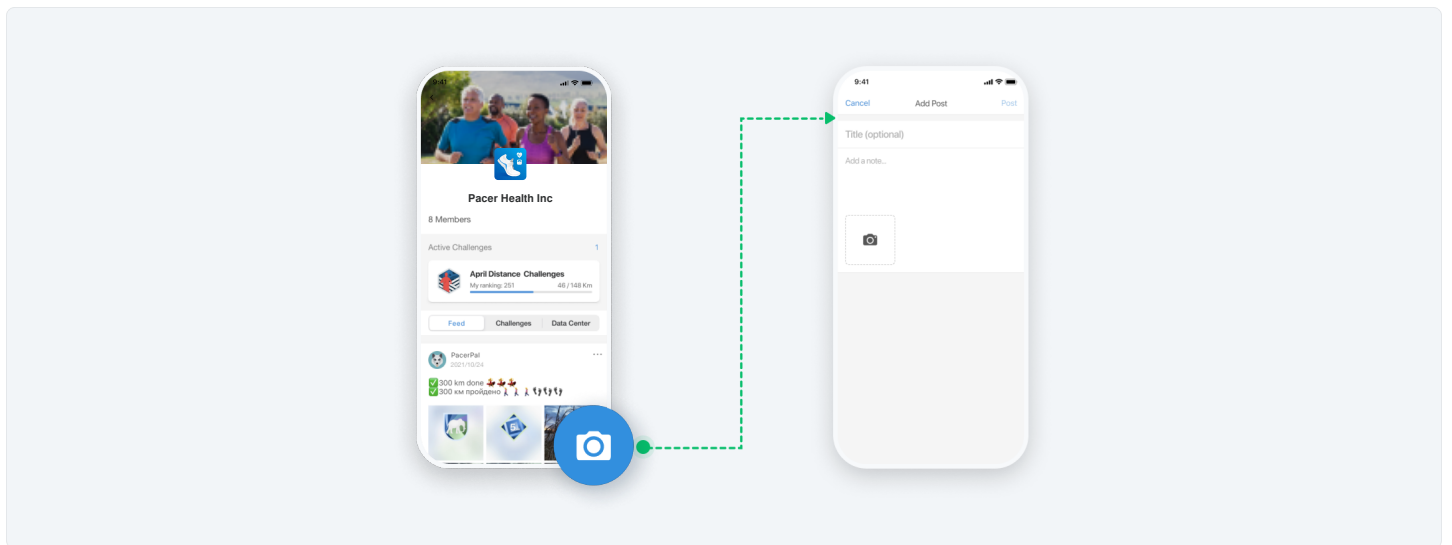 9:41
Pacer Health Inc
8 Members
Active Challenges 1
April Distance Challenges
My ranking: 251 46 / 148 Km
Feed Challenges Data Center
PacerPal
2021/10/24
✅300 km done 💃💃💃
✅300 км пройдено 🚶‍♀️🚶‍♀️🚶‍♀️👣👣👣
9:41
Cancel Add Post Post
Title (optional)
Add a note...